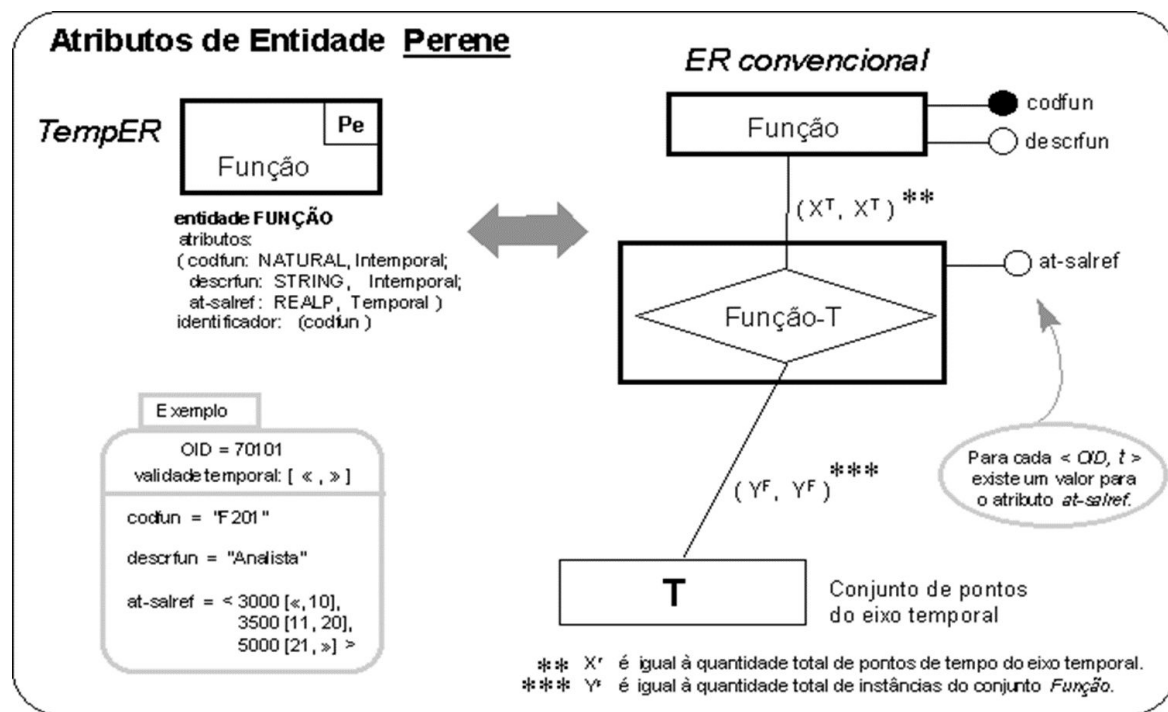 Atributos de Entidade Perene
TempER
Pe
Função
entidade FUNÇÃO
atributos:
( codfun: NATURAL, Intemporal;
descrfun: STRING, Intemporal;
at-salref: REALP, Temporal )
identificador: (codfun )
Exemplo
OID = 70101
validade temporal: [ «, » ]
codfun = "F201"
descrfun = "Analista"
at-salref = < 3000 [«, 10],
3500 [11, 20],
5000 [21, »] >
ER convencional
Função
codfun
descrfun
(Xᵀ, Xᵀ) **
Função-T
at-salref
Para cada < OID, t >
existe um valor para
o atributo at-salref.
(Yᶠ, Yᶠ) ***
T
Conjunto de pontos
do eixo temporal
** Xᵀ é igual à quantidade total de pontos de tempo do eixo temporal.
*** Yᶠ é igual à quantidade total de instâncias do conjunto Função.